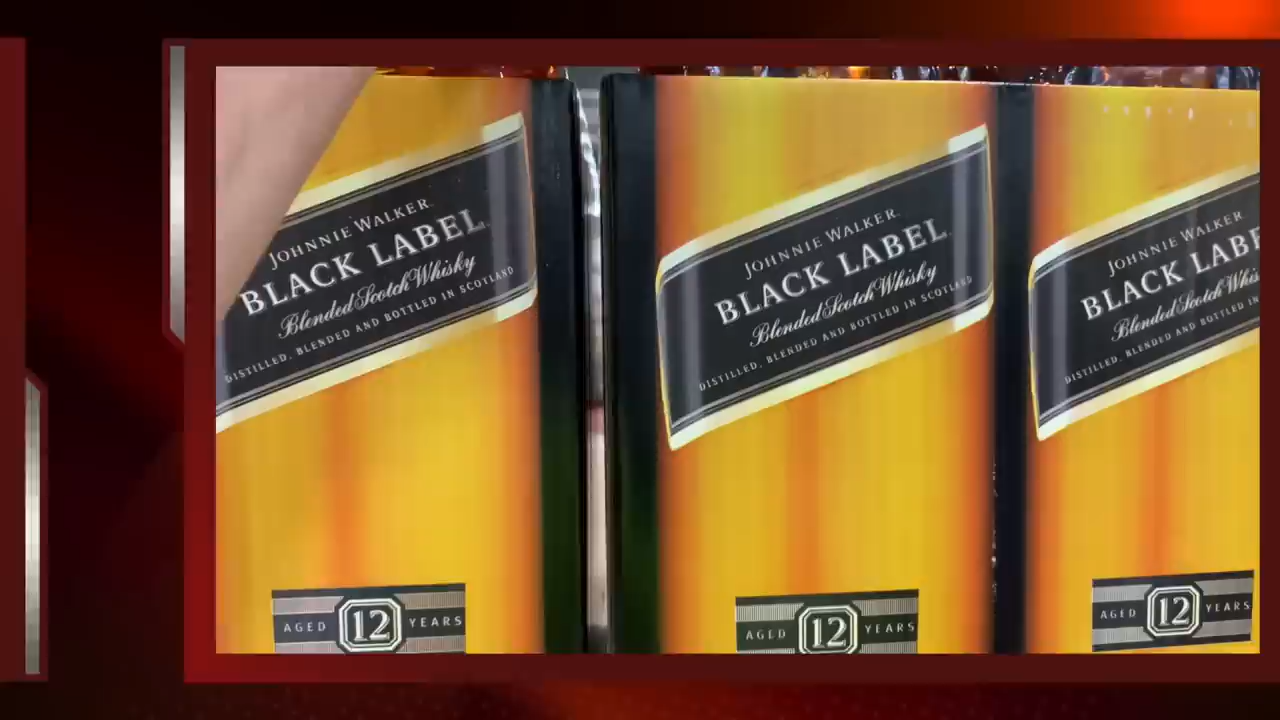 JOHNNIE WALKER
BLACK LABEL
Blended Scotch Whisky
DISTILLED, BLENDED AND BOTTLED IN SCOTLAND
AGED 12 YEARS
JOHNNIE WALKER
BLACK LABEL
Blended Scotch Whisky
DISTILLED, BLENDED AND BOTTLED IN SCOTLAND
AGED 12 YEARS
JOHNNIE WALKER
BLACK LABE
Blended Scotch Whis
DISTILLED, BLENDED AND BOTTLED IN
AGED 12 YEARS